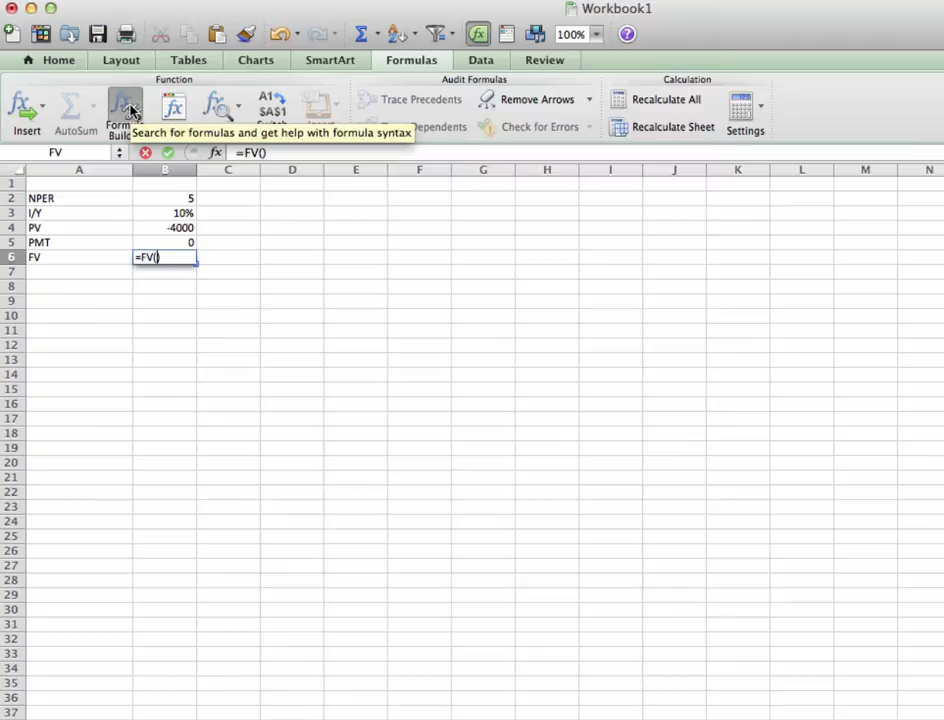 Workbook1
100%
Home Layout Tables Charts SmartArt Formulas Data Review
Function Audit Formulas Calculation
A1
$A$1
Trace Precedents Remove Arrows Recalculate All
Insert AutoSum Settings
Check for Errors Recalculate Sheet
Search for formulas and get help with formula syntax
FV fx =FV()
A B C D E F G H I J K L M N
1
2 NPER 5
3 I/Y 10%
4 PV -4000
5 PMT 0
6 FV =FV()
7
8
9
10
11
12
13
14
15
16
17
18
19
20
21
22
23
24
25
26
27
28
29
30
31
32
33
34
35
36
37